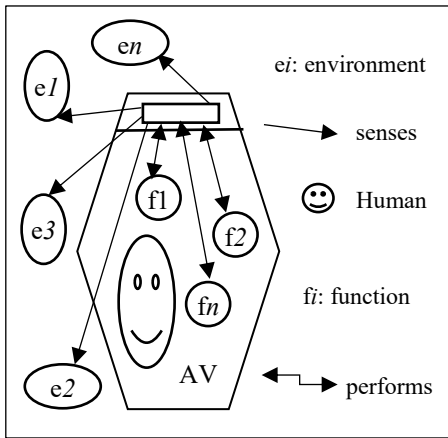 en
e1
ei: environment
senses
f1
Human
e3
f2
fn
fi: function
AV
e2
performs